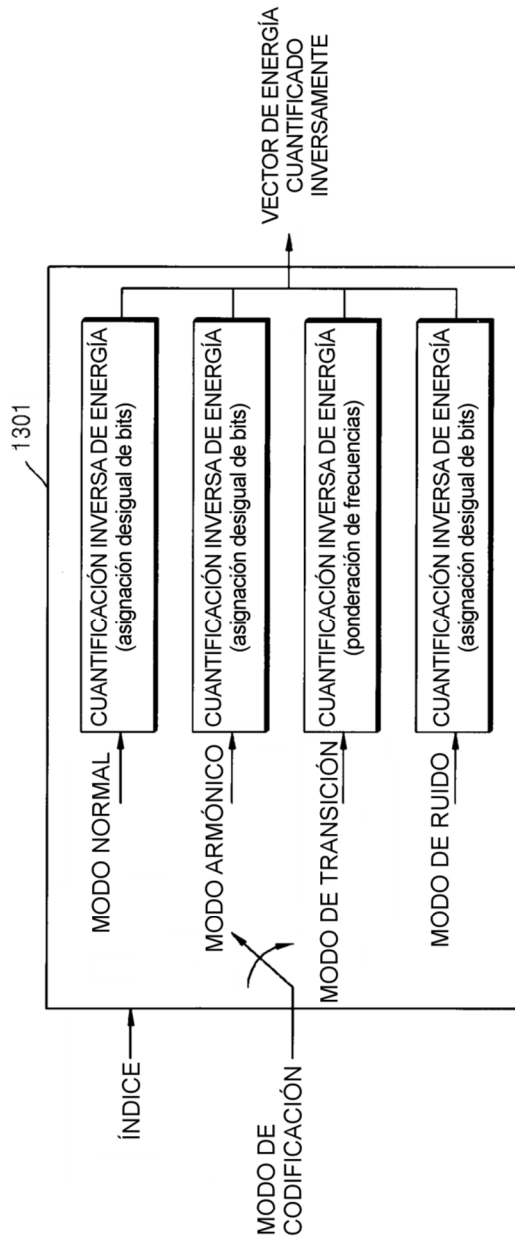 1301
ÍNDICE
MODO DE
CODIFICACIÓN
MODO NORMAL
CUANTIFICACIÓN INVERSA DE ENERGÍA
(asignación desigual de bits)
MODO ARMÓNICO
CUANTIFICACIÓN INVERSA DE ENERGÍA
(asignación desigual de bits)
MODO DE TRANSICIÓN
CUANTIFICACIÓN INVERSA DE ENERGÍA
(ponderación de frecuencias)
MODO DE RUIDO
CUANTIFICACIÓN INVERSA DE ENERGÍA
(asignación desigual de bits)
VECTOR DE ENERGÍA
CUANTIFICADO
INVERSAMENTE